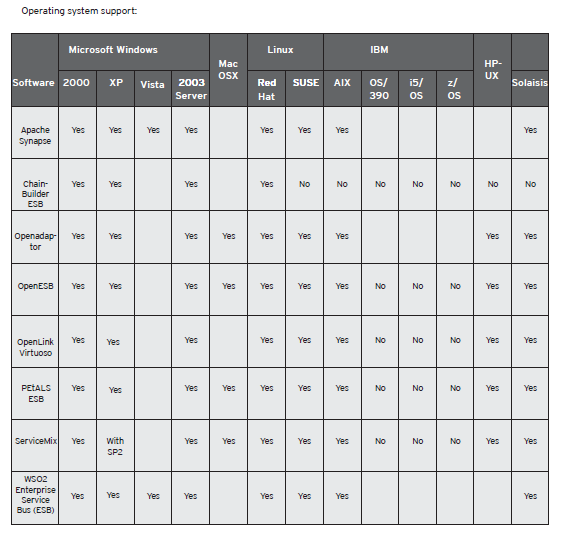 Operating system support:
Microsoft Windows Mac OSX Linux IBM HP-UX
Software 2000 XP Vista 2003 Server Red Hat SUSE AIX OS/390 i5/OS z/OS Solaisis
Apache Synapse Yes Yes Yes Yes Yes Yes Yes Yes
Chain-Builder ESB Yes Yes Yes Yes No No No No No No No
Openadap-tor Yes Yes Yes Yes Yes Yes Yes Yes Yes
OpenESB Yes Yes Yes Yes Yes Yes Yes No No No Yes Yes
OpenLink Virtuoso Yes Yes Yes Yes Yes Yes No No No Yes Yes
PEtALS ESB Yes Yes Yes Yes Yes Yes Yes No No No Yes Yes
ServiceMix Yes With SP2 Yes Yes Yes Yes Yes No No No Yes Yes
WSO2 Enterprise Service Bus (ESB) Yes Yes Yes Yes Yes Yes Yes Yes